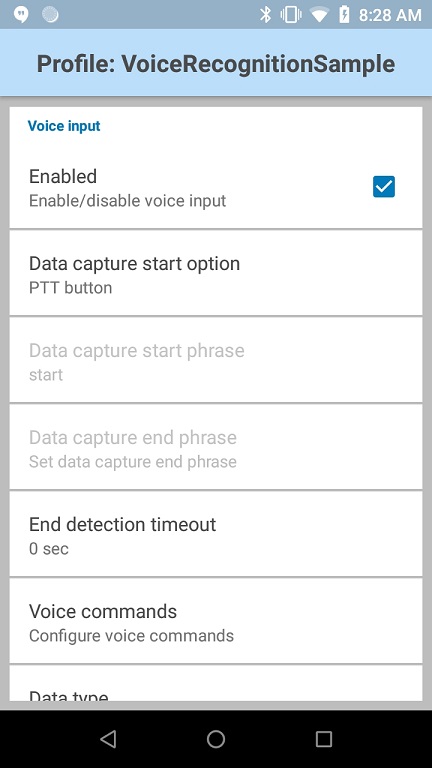 8:28 AM
Profile: VoiceRecognitionSample
Voice input
Enabled
Enable/disable voice input
Data capture start option
PTT button
Data capture start phrase
start
Data capture end phrase
Set data capture end phrase
End detection timeout
0 sec
Voice commands
Configure voice commands
Data type